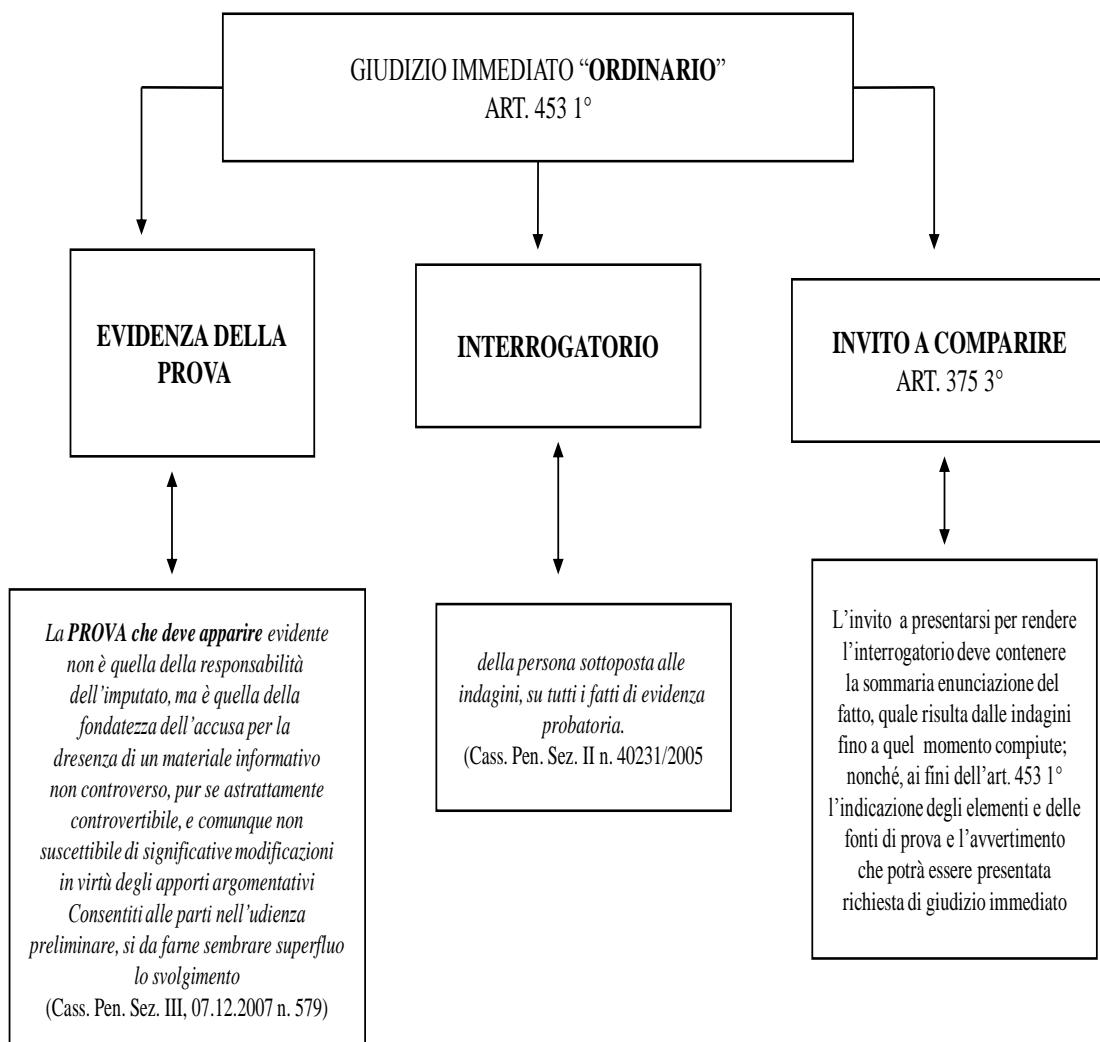 GIUDIZIO IMMEDIATO “ORDINARIO”
ART. 453 1°
EVIDENZA DELLA
PROVA
INTERROGATORIO
INVITO A COMPARIRE
ART. 375 3°
La PROVA che deve apparire evidente
non è quella della responsabilità
dell’imputato, ma è quella della
fondatezza dell’accusa per la
dresenza di un materiale informativo
non controverso, pur se astrattamente
controvertibile, e comunque non
suscettibile di significative modificazioni
in virtù degli apporti argomentativi
Consentiti alle parti nell’udienza
preliminare, si da farne sembrare superfluo
lo svolgimento
(Cass. Pen. Sez. III, 07.12.2007 n. 579)
della persona sottoposta alle
indagini, su tutti i fatti di evidenza
probatoria.
(Cass. Pen. Sez. II n. 40231/2005
L’invito a presentarsi per rendere
l’interrogatorio deve contenere
la sommaria enunciazione del
fatto, quale risulta dalle indagini
fino a quel momento compiute;
nonché, ai fini dell’art. 453 1°
l’indicazione degli elementi e delle
fonti di prova e l’avvertimento
che potrà essere presentata
richiesta di giudizio immediato